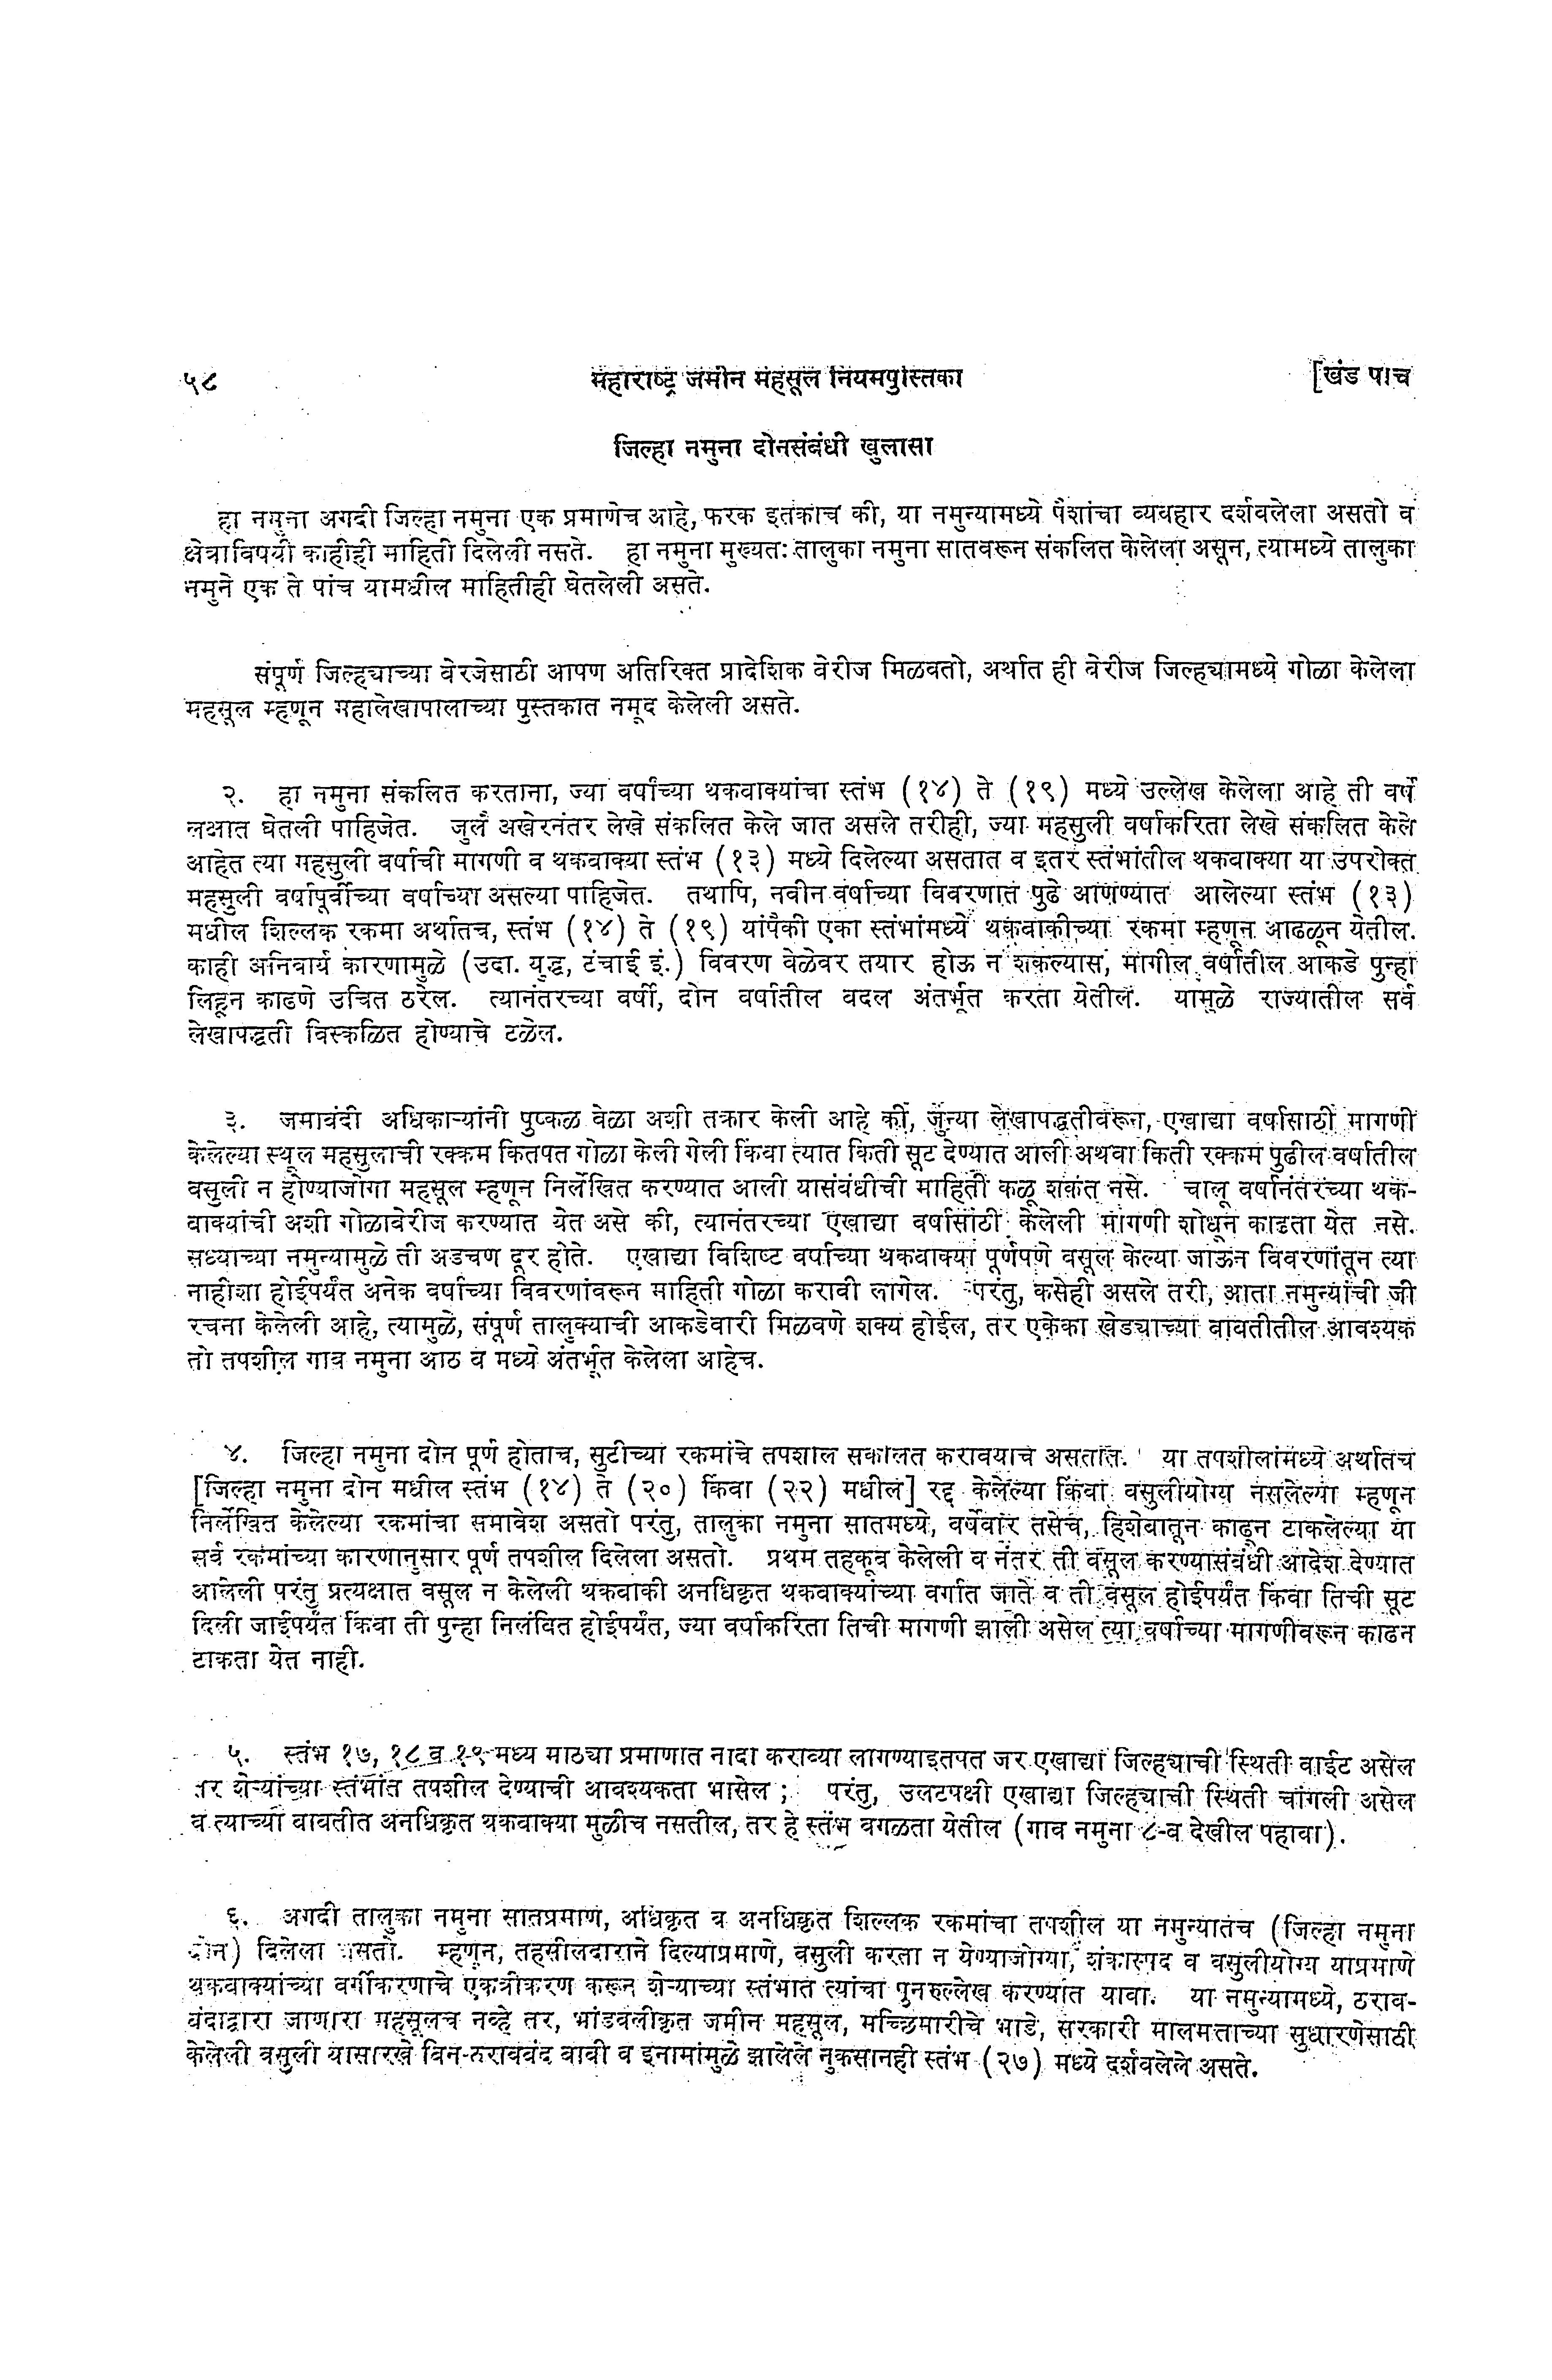 ५८ महाराष्ट्र जमीन महसूल नियमपुस्तिका [खंड पाच
जिल्हा नमुना दोनसंबंधी खुलासा
हा नमुना अगदी जिल्हा नमुना एक प्रमाणेच आहे, फरक इतकाच की, या नमुन्यामध्ये पैशांचा व्यवहार दर्शवलेला असतो व
क्षेत्राविषयी काहीही माहिती दिलेली नसते. हा नमुना मुख्यतः तालुका नमुना सातवरून संकलित केलेला असून, त्यामध्ये तालुका
नमुने एक ते पांच यामधील माहितीही घेतलेली असते.
संपूर्ण जिल्ह्याच्या बेरजेसाठी आपण अतिरिक्त प्रादेशिक बेरीज मिळवतो, अर्थात ही बेरीज जिल्ह्यामध्ये गोळा केलेला
महसूल म्हणून महालेखापालाच्या पुस्तकात नमूद केलेली असते.
२. हा नमुना संकलित करताना, ज्या वर्षांच्या थकबाक्यांचा स्तंभ (१४) ते (१९) मध्ये उल्लेख केलेला आहे ती वर्षे
लक्षात घेतली पाहिजेत. जुलै अखेरनंतर लेखे संकलित केले जात असले तरीही, ज्या महसुली वर्षाकरिता लेखे संकलित केले
आहेत त्या महसुली वर्षाची मागणी व थकबाक्या स्तंभ (१३) मध्ये दिलेल्या असतात व इतर स्तंभांतील थकबाक्या या उपरोक्त
महसुली वर्षापूर्वीच्या वर्षाच्या असल्या पाहिजेत. तथापि, नवीन वर्षाच्या विवरणात पुढे आणण्यात आलेल्या स्तंभ (१३)
मधील शिल्लक रकमा अर्थातच, स्तंभ (१४) ते (१९) यांपैकी एका स्तंभांमध्ये थकबाकीच्या रकमा म्हणून आढळून येतील.
काही अनिवार्य कारणामुळे (उदा. युद्ध, टंचाई इं.) विवरण वेळेवर तयार होऊ न शकल्यास, मागील वर्षातील आकडे पुन्हा
लिहून काढणे उचित ठरेल. त्यानंतरच्या वर्षी, दोन वर्षातील बदल अंतर्भूत करता येतील. यामुळे राज्यातील सर्व
लेखापद्धती विस्कळित होण्याचे टळेल.
३. जमाबंदी अधिकाऱ्यांनी पुष्कळ वेळा अशी तक्रार केली आहे की, जुन्या लेखापद्धतीवरून, एखाद्या वर्षासाठी मागणी
केलेल्या स्थूल महसुलाची रक्कम कितपत गोळा केली गेली किंवा त्यात किती सूट देण्यात आली अथवा किती रक्कम पुढील वर्षातील
वसुली न होण्याजोगा महसूल म्हणून निर्लेखित करण्यात आली यासंबंधीची माहिती कळू शकत नसे. चालू वर्षानंतरच्या थक-
बाक्यांची अशी गोळाबेरीज करण्यात येत असे की, त्यानंतरच्या एखाद्या वर्षासाठी केलेली मागणी शोधून काढता येत नसे.
सध्याच्या नमुन्यामुळे ती अडचण दूर होते. एखाद्या विशिष्ट वर्षाच्या थकबाक्या पूर्णपणे वसूल केल्या जाऊन विवरणांतून त्या
नाहीशा होईपर्यंत अनेक वर्षाच्या विवरणांवरून माहिती गोळा करावी लागेल. परंतु, कसेही असले तरी, आता नमुन्यांची जी
रचना केलेली आहे, त्यामुळे, संपूर्ण तालुक्याची आकडेवारी मिळवणे शक्य होईल, तर एकेका खेड्याच्या बाबतीतील आवश्यक
तो तपशील गाव नमुना आठ ब मध्ये अंतर्भूत केलेला आहेच.
४. जिल्हा नमुना दोन पूर्ण होताच, सुटीच्या रकमांचे तपशील संकलित करावयाचे असतात. या तपशीलांमध्ये अर्थातच
[जिल्हा नमुना दोन मधील स्तंभ (१४) ते (२०) किंवा (२२) मधील] रद्द केलेल्या किंवा वसुलीयोग्य नसलेल्या म्हणून
निर्लेखित केलेल्या रकमांचा समावेश असतो परंतु, तालुका नमुना सातमध्ये, वर्षेवार तसेच, हिशेबातून काढून टाकलेल्या या
सर्व रकमांच्या कारणानुसार पूर्ण तपशील दिलेला असतो. प्रथम तहकूब केलेली व नंतर ती वसूल करण्यासंबंधी आदेश देण्यात
आलेली परंतु प्रत्यक्षात वसूल न केलेली थकबाकी अनधिकृत थकबाक्यांच्या वर्गात जाते व ती वसूल होईपर्यंत किंवा तिची सूट
दिली जाईपर्यंत किंवा ती पुन्हा निलंबित होईपर्यंत, ज्या वर्षाकरिता तिची मागणी झाली असेल त्या वर्षाच्या मागणीवरून काढन
टाकता येत नाही.
५. स्तंभ १७, १८ व १९ मध्ये मोठ्या प्रमाणात नोंदी कराव्या लागण्याइतपत जर एखाद्या जिल्ह्याची स्थिती वाईट असेल
तर शेऱ्यांच्या स्तंभांत तपशील देण्याची आवश्यकता भासेल ; परंतु, उलटपक्षी एखाद्या जिल्ह्याची स्थिती चांगली असेल
व त्याच्या बाबतीत अनधिकृत थकबाक्या मुळीच नसतील, तर हे स्तंभ वगळता येतील (गाव नमुना ८-ब देखील पहावा).
६. अगदी तालुका नमुना सातप्रमाणे, अधिकृत व अनधिकृत शिल्लक रकमांचा तपशील या नमुन्यातच (जिल्हा नमुना
दोन) दिलेला असतो. म्हणून, तहसीलदाराने दिल्याप्रमाणे, वसुली करता न येण्याजोग्या, शंकास्पद व वसुलीयोग्य याप्रमाणे
थकबाक्यांच्या वर्गीकरणाचे एकत्रीकरण करून शेऱ्याच्या स्तंभात त्यांचा पुनरुल्लेख करण्यात यावा. या नमुन्यामध्ये, ठराव-
बंदाद्वारा जाणारा महसूलच नव्हे तर, भांडवलीकृत जमीन महसूल, मच्छिमारीचे भाडे, सरकारी मालमत्ताच्या सुधारणेसाठी
केलेली वसुली यासारखे बिन-ठरावबंद बाबी व इनामांमुळे झालेले नुकसानही स्तंभ (२७) मध्ये दर्शवलेले असते.